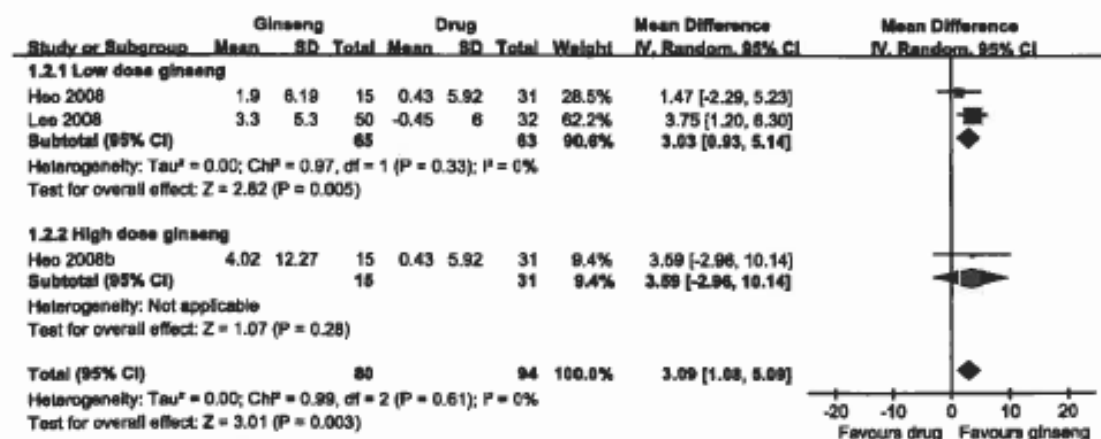 Ginseng Drug Mean Difference Mean Difference
Study or Subgroup Mean SD Total Mean SD Total Weight IV, Random, 95% CI IV, Random, 95% CI
1.2.1 Low dose ginseng
Heo 2008 1.9 6.19 15 0.43 5.92 31 28.5% 1.47 [-2.29, 5.23]
Lee 2008 3.3 5.3 50 -0.45 6 32 62.2% 3.75 [1.20, 6.30]
Subtotal (95% CI) 65 63 90.6% 3.03 [0.93, 5.14]
Heterogeneity: Tau² = 0.00; Chi² = 0.97, df = 1 (P = 0.33); I² = 0%
Test for overall effect: Z = 2.82 (P = 0.005)
1.2.2 High dose ginseng
Heo 2008b 4.02 12.27 15 0.43 5.92 31 9.4% 3.59 [-2.96, 10.14]
Subtotal (95% CI) 15 31 9.4% 3.59 [-2.96, 10.14]
Heterogeneity: Not applicable
Test for overall effect: Z = 1.07 (P = 0.28)
Total (95% CI) 80 94 100.0% 3.09 [1.08, 5.09]
Heterogeneity: Tau² = 0.00; Chi² = 0.99, df = 2 (P = 0.61); I² = 0%
Test for overall effect: Z = 3.01 (P = 0.003)
-20 -10 0 10 20
Favours drug Favours ginseng